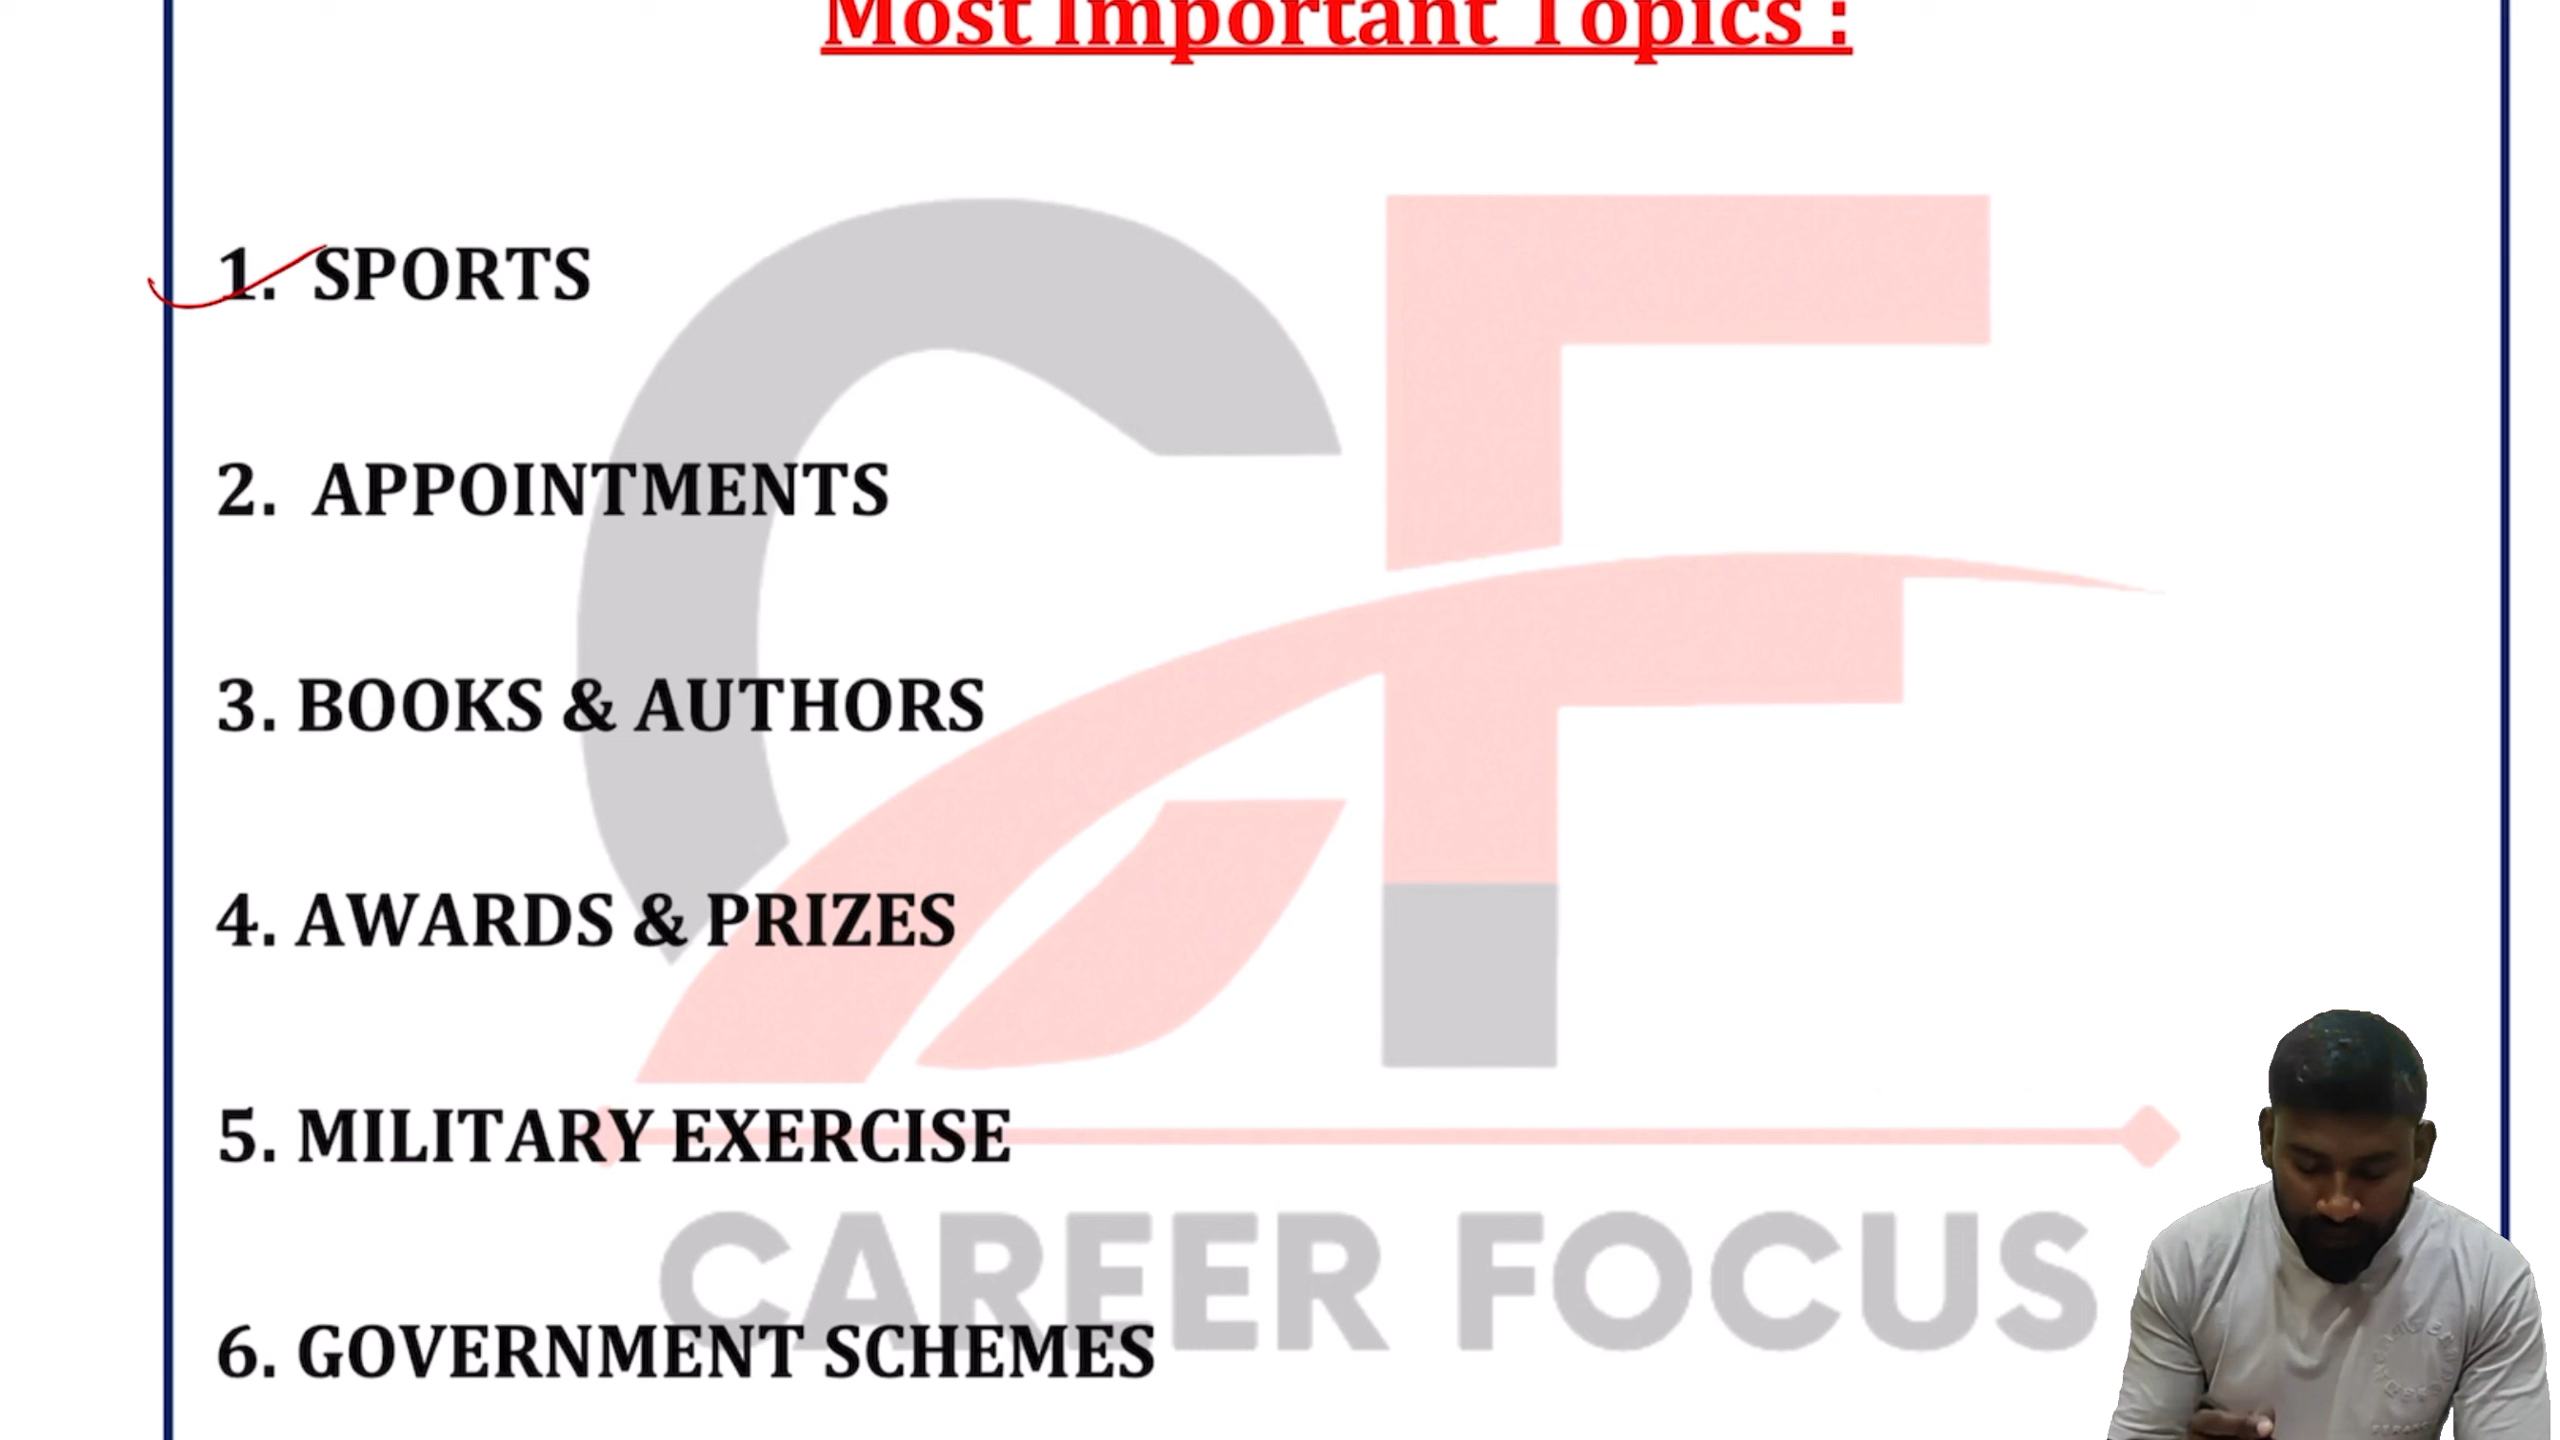 Most Important Topics :
1. SPORTS
2. APPOINTMENTS
3. BOOKS & AUTHORS
4. AWARDS & PRIZES
5. MILITARY EXERCISE
CAREER FOCUS
6. GOVERNMENT SCHEMES